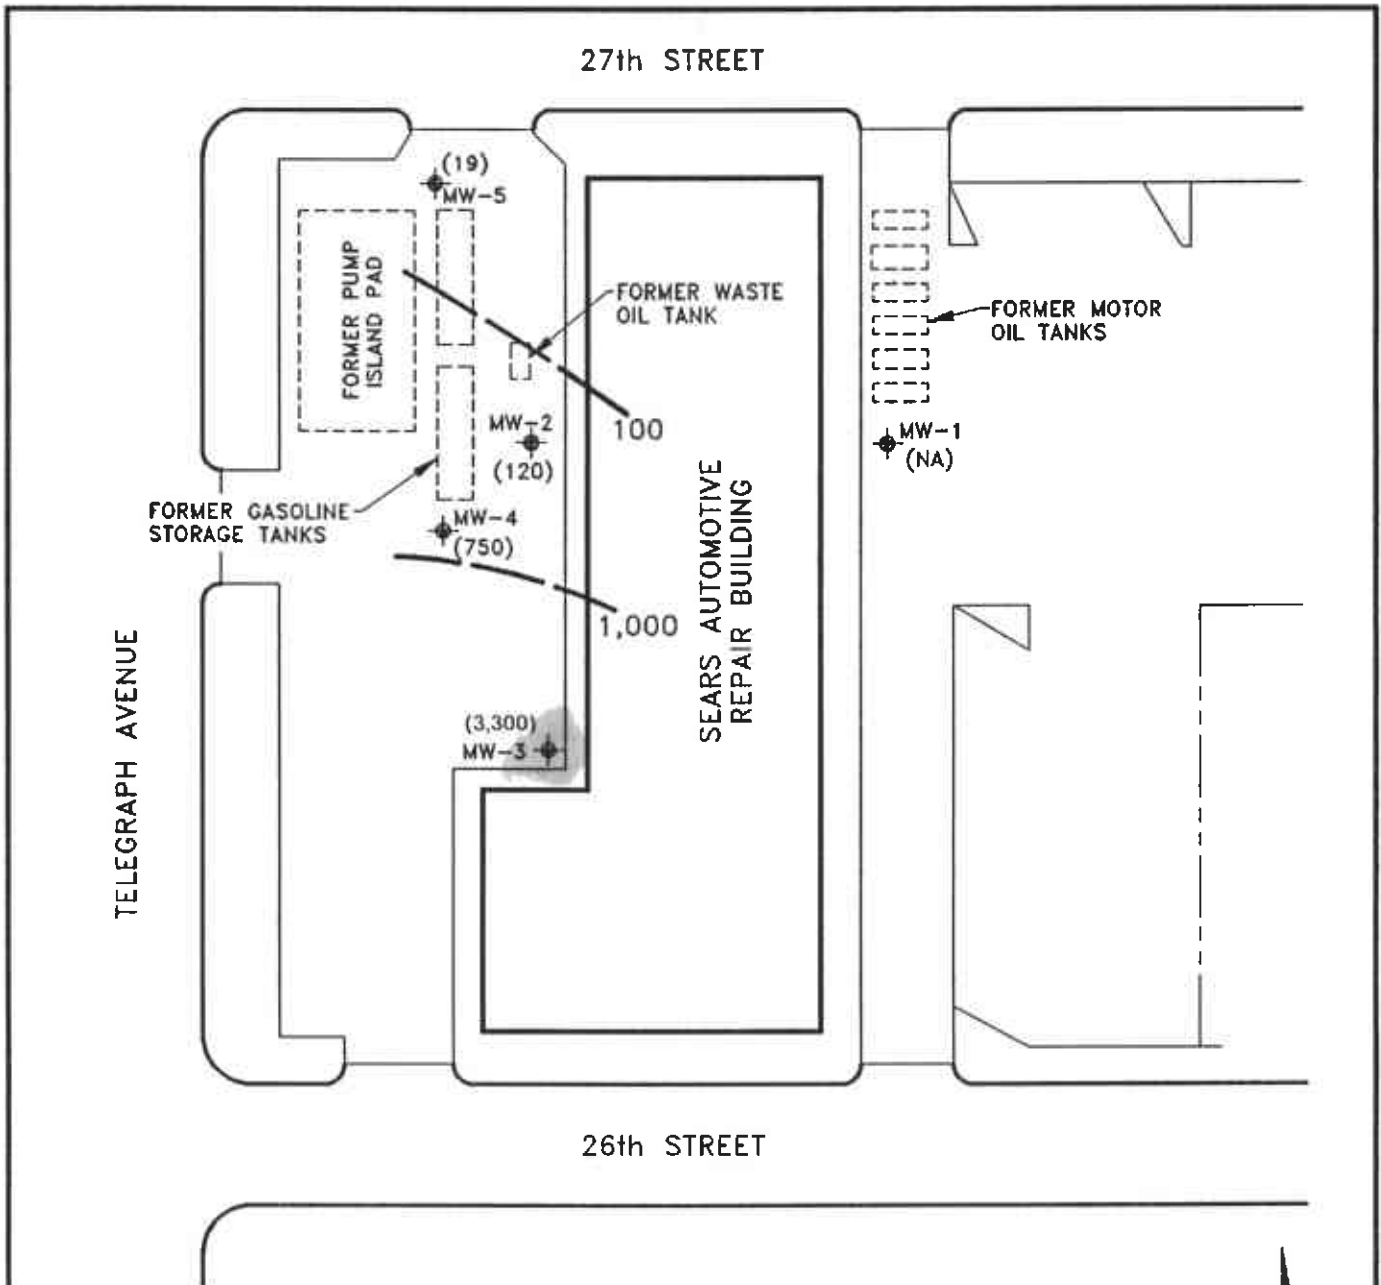 27th STREET
(19)
MW-5
FORMER PUMP
ISLAND PAD
FORMER WASTE
OIL TANK
FORMER MOTOR
OIL TANKS
MW-2
(120)
100
MW-1
(NA)
FORMER GASOLINE
STORAGE TANKS
MW-4
(750)
1,000
SEARS AUTOMOTIVE
REPAIR BUILDING
TELEGRAPH AVENUE
(3,300)
MW-3
26th STREET